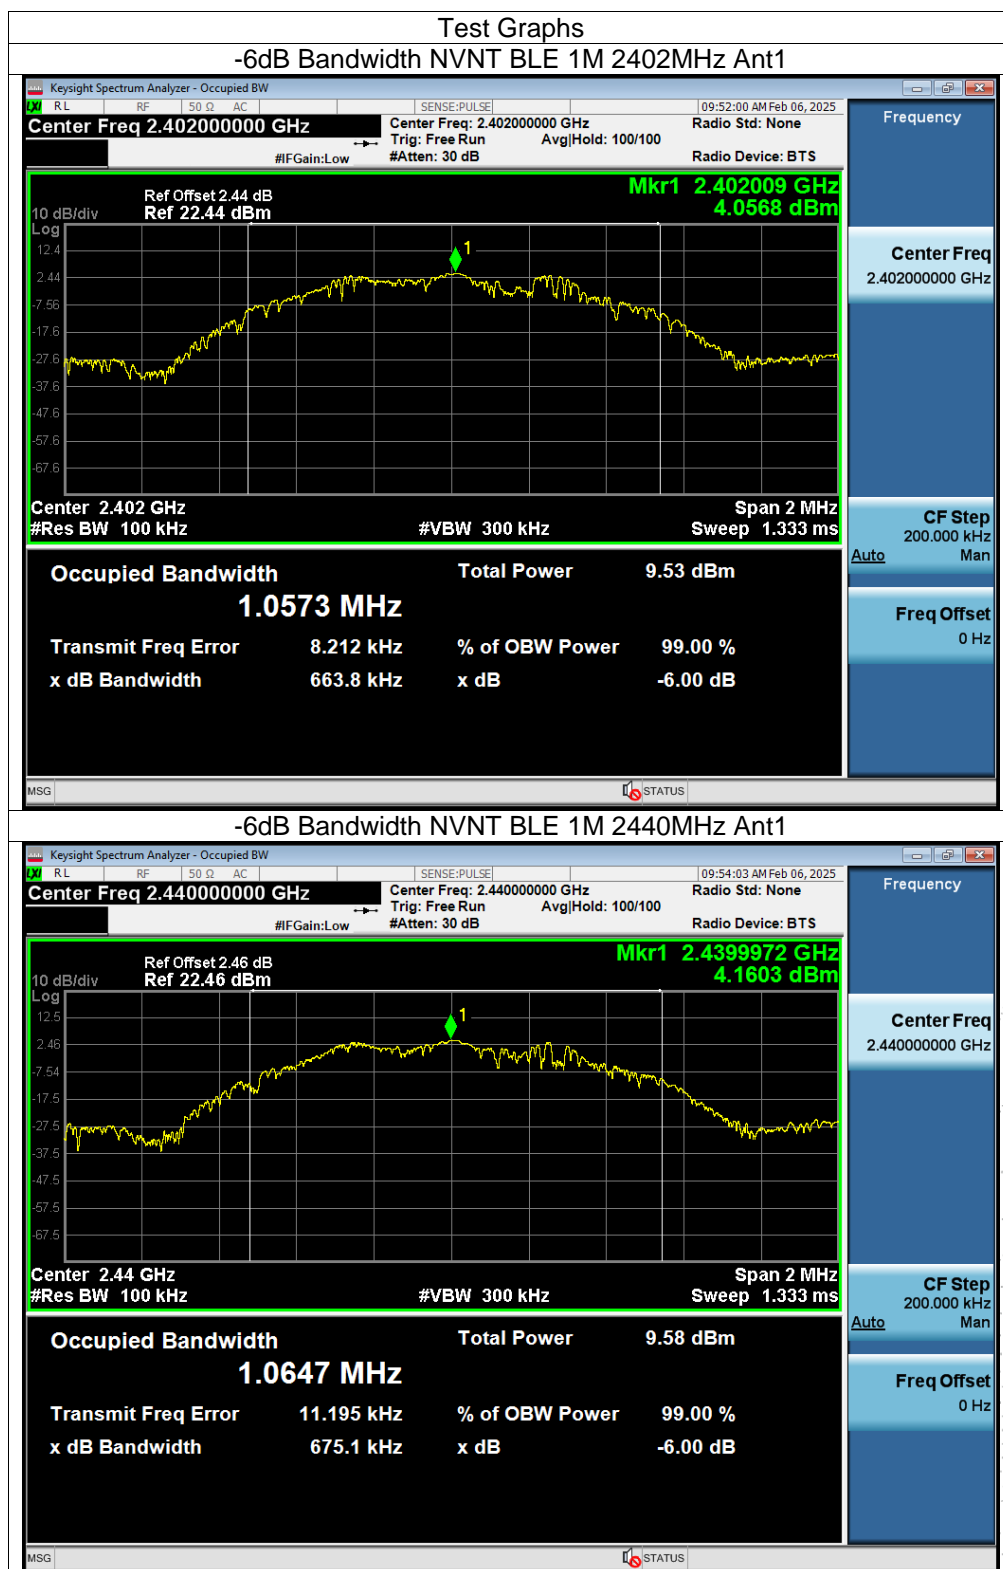 Test Graphs
-6dB Bandwidth NVNT BLE 1M 2402MHz Ant1
Keysight Spectrum Analyzer - Occupied BW
LXI RL RF 50 Ω AC SENSE:PULSE 09:52:00 AM Feb 06, 2025
Center Freq 2.402000000 GHz Center Freq: 2.402000000 GHz Radio Std: None
Trig: Free Run Avg|Hold: 100/100
#IFGain:Low #Atten: 30 dB Radio Device: BTS
Frequency
Mkr1 2.402009 GHz
4.0568 dBm
Ref Offset 2.44 dB
10 dB/div Ref 22.44 dBm
Log
1
12.4
2.44
-7.56
-17.6
-27.6
-37.6
-47.6
-57.6
-67.6
Center Freq
2.402000000 GHz
Center 2.402 GHz Span 2 MHz
#Res BW 100 kHz #VBW 300 kHz Sweep 1.333 ms
CF Step
200.000 kHz
Auto Man
Occupied Bandwidth Total Power 9.53 dBm
1.0573 MHz
Transmit Freq Error 8.212 kHz % of OBW Power 99.00 %
x dB Bandwidth 663.8 kHz x dB -6.00 dB
Freq Offset
0 Hz
MSG STATUS
-6dB Bandwidth NVNT BLE 1M 2440MHz Ant1
Keysight Spectrum Analyzer - Occupied BW
LXI RL RF 50 Ω AC SENSE:PULSE 09:54:03 AM Feb 06, 2025
Center Freq 2.440000000 GHz Center Freq: 2.440000000 GHz Radio Std: None
Trig: Free Run Avg|Hold: 100/100
#IFGain:Low #Atten: 30 dB Radio Device: BTS
Frequency
Mkr1 2.4399972 GHz
4.1603 dBm
Ref Offset 2.46 dB
10 dB/div Ref 22.46 dBm
Log
1
12.5
2.46
-7.54
-17.5
-27.5
-37.5
-47.5
-57.5
-67.5
Center Freq
2.440000000 GHz
Center 2.44 GHz Span 2 MHz
#Res BW 100 kHz #VBW 300 kHz Sweep 1.333 ms
CF Step
200.000 kHz
Auto Man
Occupied Bandwidth Total Power 9.58 dBm
1.0647 MHz
Transmit Freq Error 11.195 kHz % of OBW Power 99.00 %
x dB Bandwidth 675.1 kHz x dB -6.00 dB
Freq Offset
0 Hz
MSG STATUS